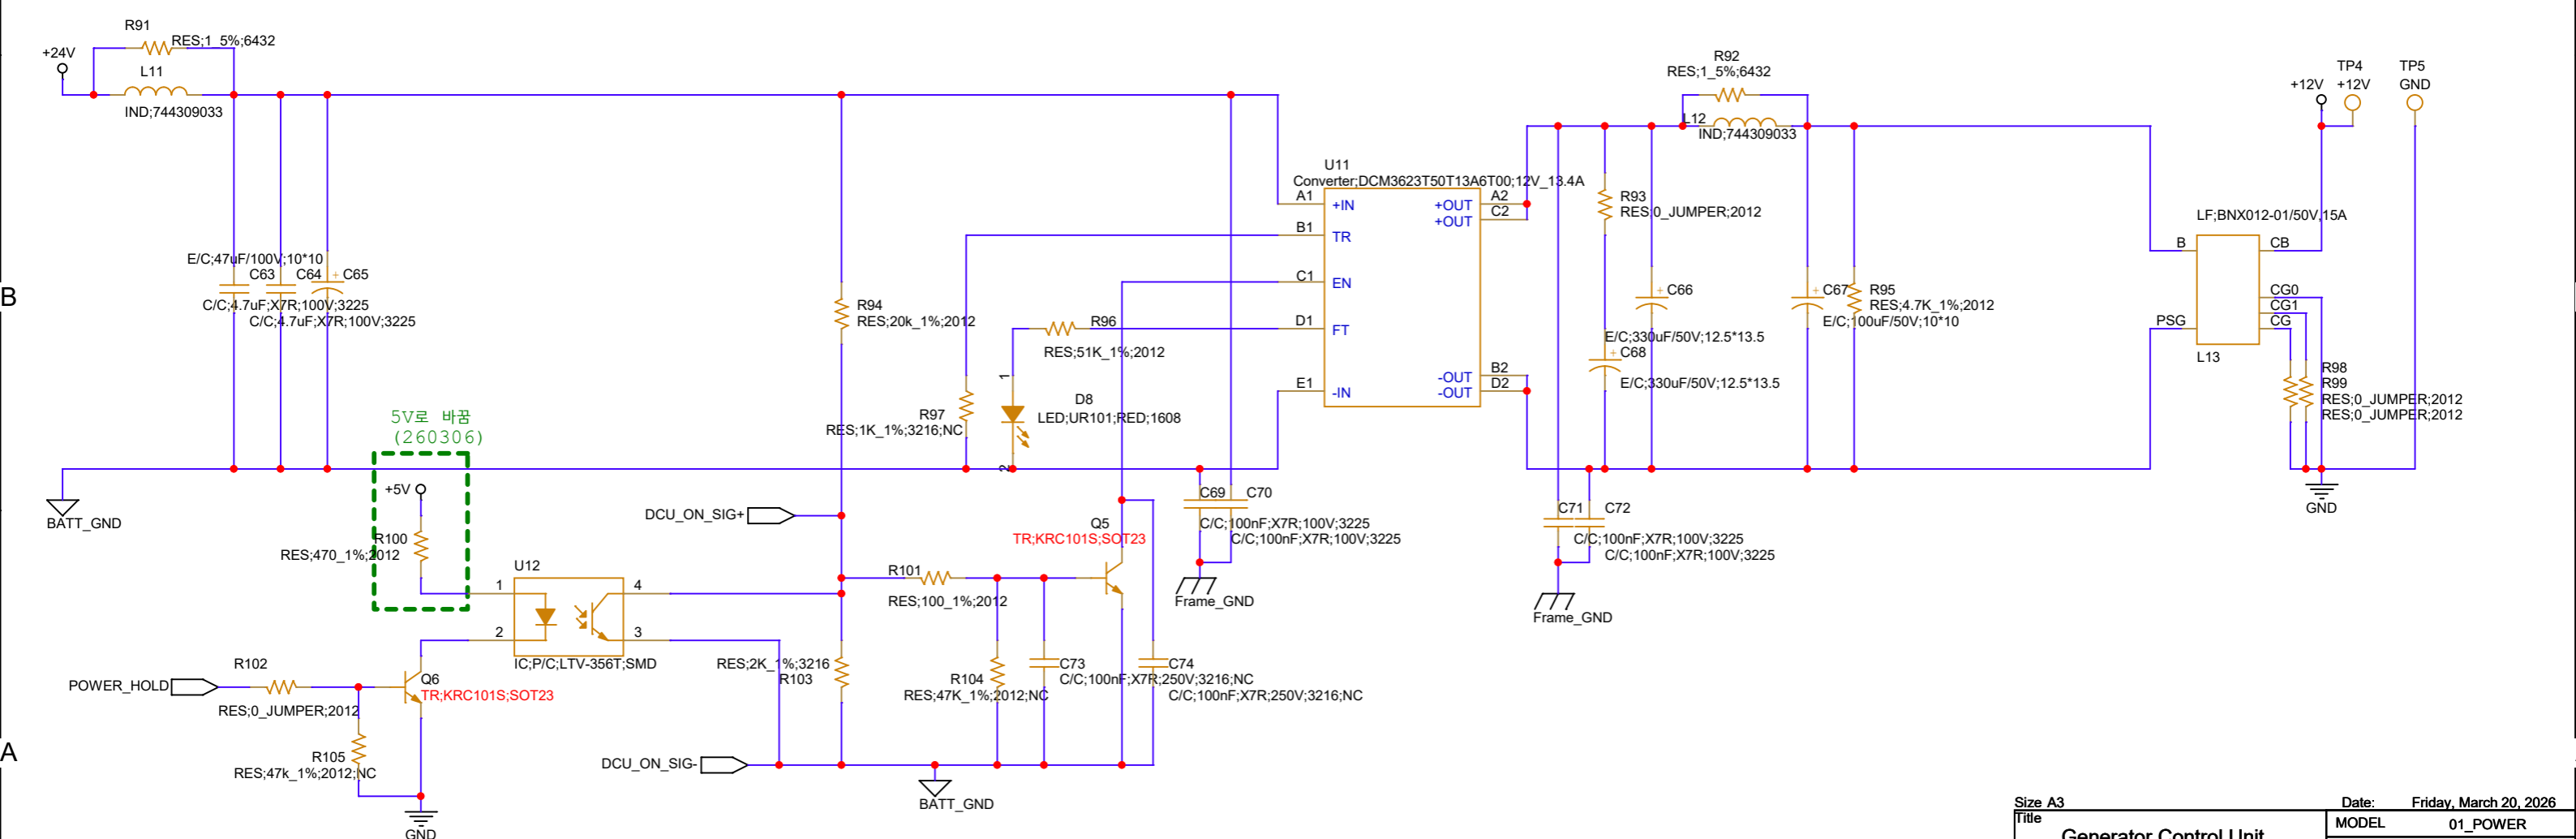 R91
RES;1_5%;6432
+24V
L11
IND;744309033
R92
RES;1_5%;6432
L12
IND;744309033
TP4
TP5
+12V
+12V
GND
U11
Converter;DCM3623T50T13A6T00;12V_13.4A
A1
+IN
+OUT
A2
+OUT
C2
B1
TR
C1
EN
D1
FT
-OUT
B2
E1
-IN
-OUT
D2
R93
RES;0_JUMPER;2012
LF;BNX012-01/50V,15A
B
CB
CG0
CG1
PSG
CG
L13
E/C;47uF/100V;10*10
C63
C64
+
C65
C/C;4.7uF;X7R;100V;3225
C/C;4.7uF;X7R;100V;3225
B
R94
RES;20k_1%;2012
R96
RES;51K_1%;2012
+
C66
E/C;330uF/50V;12.5*13.5
+
C68
E/C;330uF/50V;12.5*13.5
+
C67
R95
RES;4.7K_1%;2012
E/C;100uF/50V;10*10
R98
R99
RES;0_JUMPER;2012
RES;0_JUMPER;2012
R97
RES;1K_1%;3216;NC
1
D8
LED;UR101;RED;1608
2
5V로 바꿈
(260306)
+5V
R100
RES;470_1%;2012
BATT_GND
DCU_ON_SIG+
C69
C70
C/C;100nF;X7R;100V;3225
C/C;100nF;X7R;100V;3225
Q5
TR;KRC101S;SOT23
C71
C72
C/C;100nF;X7R;100V;3225
C/C;100nF;X7R;100V;3225
GND
U12
1
4
2
3
IC;P/C;LTV-356T;SMD
R101
RES;100_1%;2012
Frame_GND
Frame_GND
R102
POWER_HOLD
RES;0_JUMPER;2012
Q6
TR;KRC101S;SOT23
RES;2K_1%;3216
R103
R104
RES;47K_1%;2012;NC
C73
C/C;100nF;X7R;250V;3216;NC
C74
C/C;100nF;X7R;250V;3216;NC
A
R105
RES;47k_1%;2012;NC
DCU_ON_SIG-
BATT_GND
GND
Size A3
Date:
Friday, March 20, 2026
Title
Generator Control Unit
MODEL
01_POWER